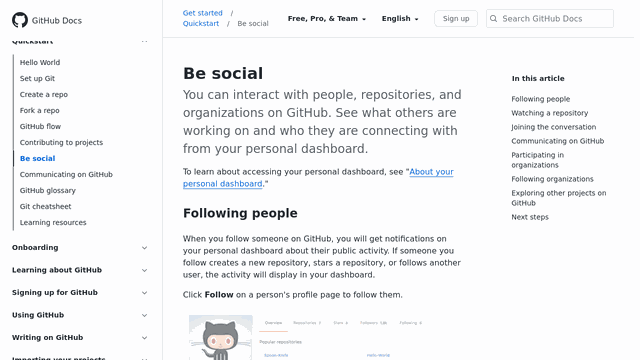 GitHub Docs
Quickstart
Hello World
Set up Git
Create a repo
Fork a repo
GitHub flow
Contributing to projects
Be social
Communicating on GitHub
GitHub glossary
Git cheatsheet
Learning resources
Onboarding
Learning about GitHub
Signing up for GitHub
Using GitHub
Writing on GitHub
Importing your projects
Get started /
Quickstart / Be social
Free, Pro, & Team
English
Sign up
Search GitHub Docs
Be social
You can interact with people, repositories, and
organizations on GitHub. See what others are
working on and who they are connecting with
from your personal dashboard.
To learn about accessing your personal dashboard, see "About your
personal dashboard."
Following people
When you follow someone on GitHub, you will get notifications on
your personal dashboard about their public activity. If someone you
follow creates a new repository, stars a repository, or follows another
user, the activity will display in your dashboard.
Click Follow on a person's profile page to follow them.
Overview Repositories Stars Followers Following
Popular repositories
Spoon-Knife Hello-World
In this article
Following people
Watching a repository
Joining the conversation
Communicating on GitHub
Participating in
organizations
Following organizations
Exploring other projects on
GitHub
Next steps